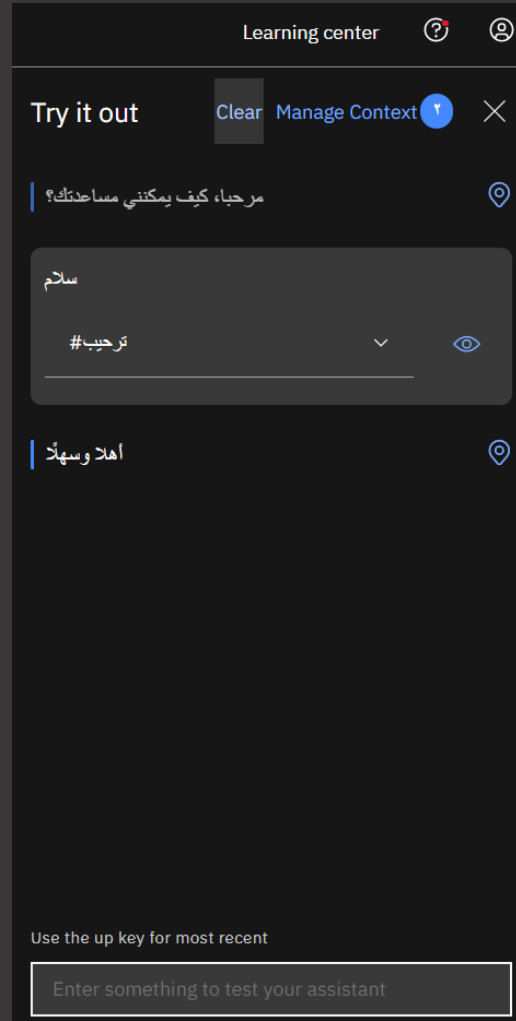 Learning center
Try it out
Clear
Manage Context ٢
مرحبا، كيف يمكنني مساعدتك؟
سلام
#ترحيب
أهلا وسهلًا
Use the up key for most recent
Enter something to test your assistant